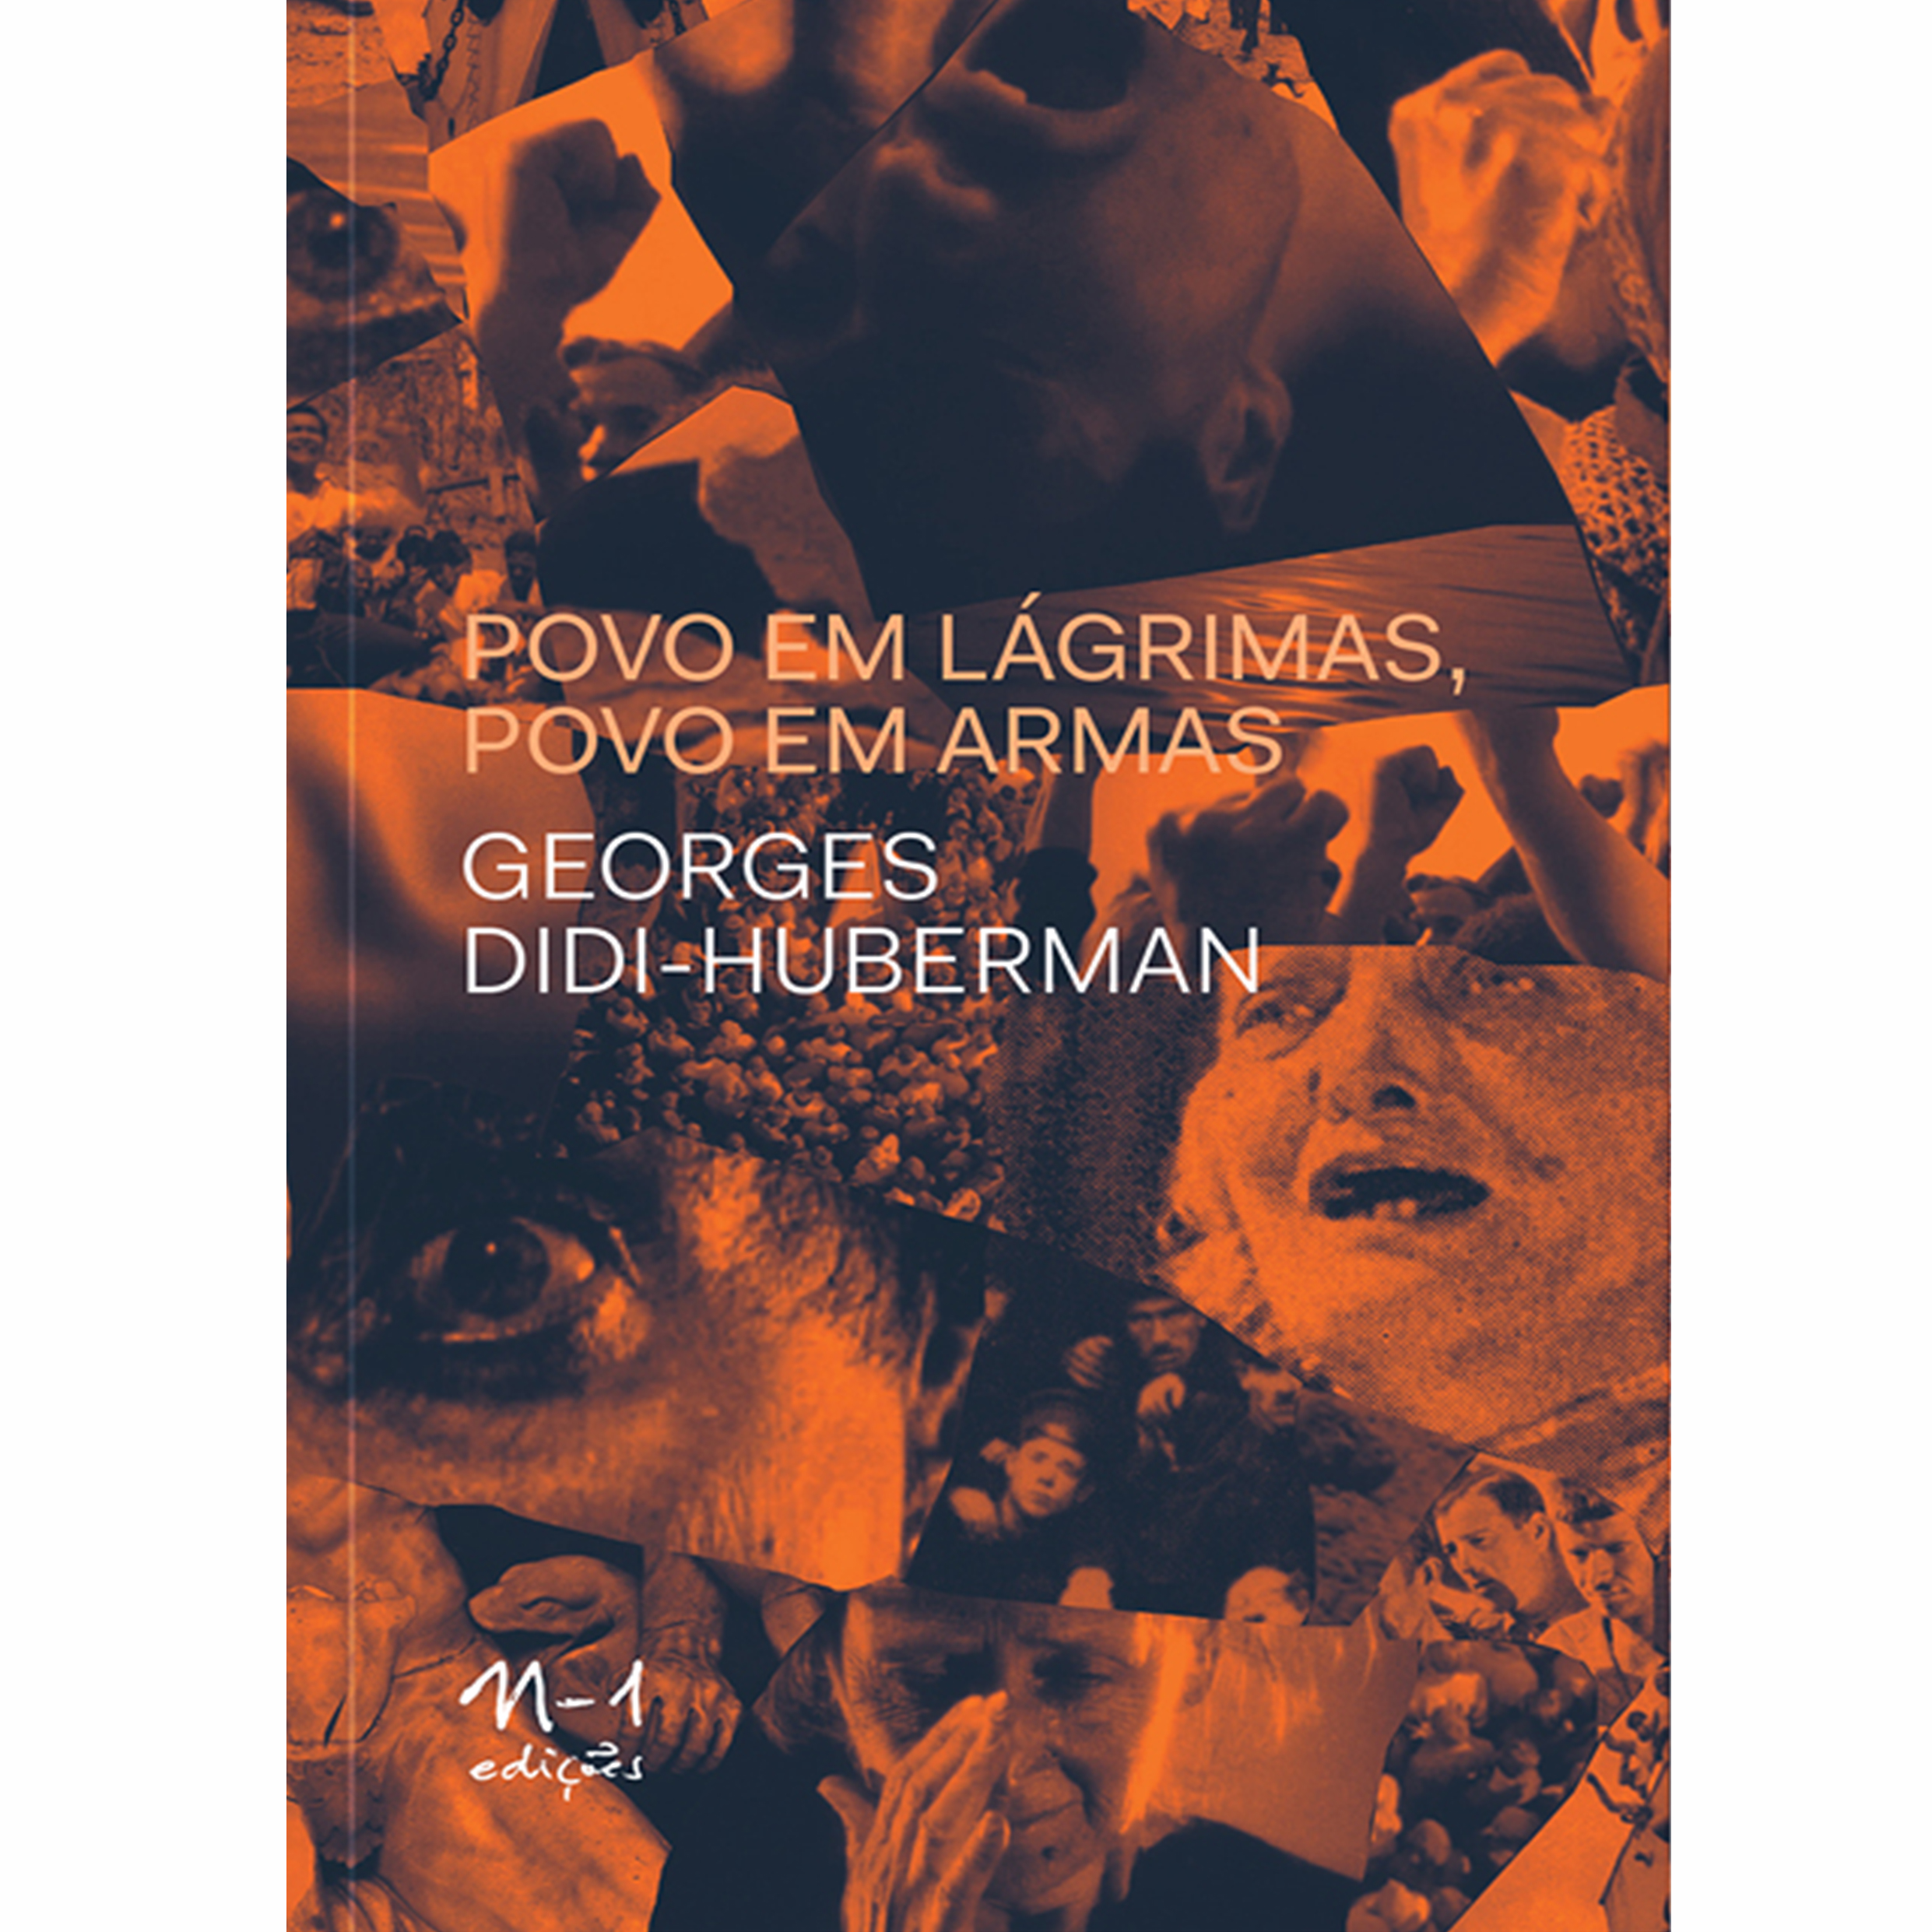 POVO EM LÁGRIMAS,
POVO EM ARMAS
GEORGES
DIDI-HUBERMAN
n-1
edições